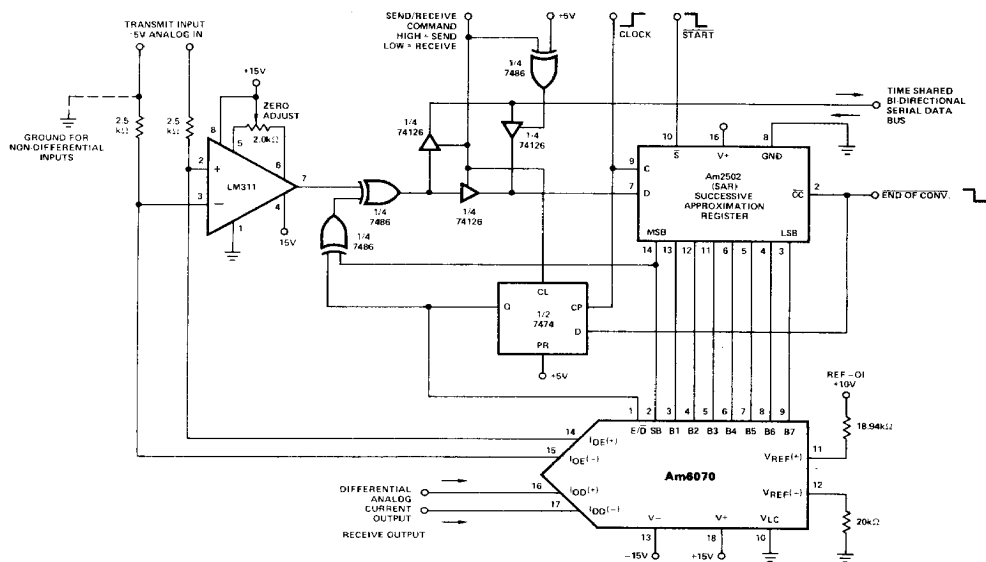 TRANSMIT INPUT
±5V ANALOG IN
SEND/RECEIVE
COMMAND
HIGH = SEND
LOW = RECEIVE
+5V
CLOCK
START
+15V
ZERO
ADJUST
2.0kΩ
2.5
kΩ
2.5
kΩ
GROUND FOR
NON-DIFFERENTIAL
INPUTS
8
5
6
2
+
3
−
LM311
7
4
1
15V
1/4
7486
1/4
7486
1/4
7486
1/4
74126
1/4
74126
1/4
74126
TIME SHARED
BI-DIRECTIONAL
SERIAL DATA
BUS
10
16
8
S
V+
GND
9
C
7
D
Am2502
(SAR)
SUCCESSIVE
APPROXIMATION
REGISTER
CC
2
END OF CONV.
MSB
LSB
14
13
12
11
6
5
4
3
CL
Q
CP
1/2
7474
D
PR
+5V
REF-01
+10V
18.94kΩ
1
2
3
4
5
6
7
8
9
E/D
SB
B1
B2
B3
B4
B5
B6
B7
14
IOE(+)
15
IOE(−)
16
IOD(+)
17
IOD(−)
Am6070
VREF(+)
11
VREF(−)
12
20kΩ
DIFFERENTIAL
ANALOG
CURRENT
OUTPUT
RECEIVE OUTPUT
V−
V+
VLC
13
18
10
−15V
+15V